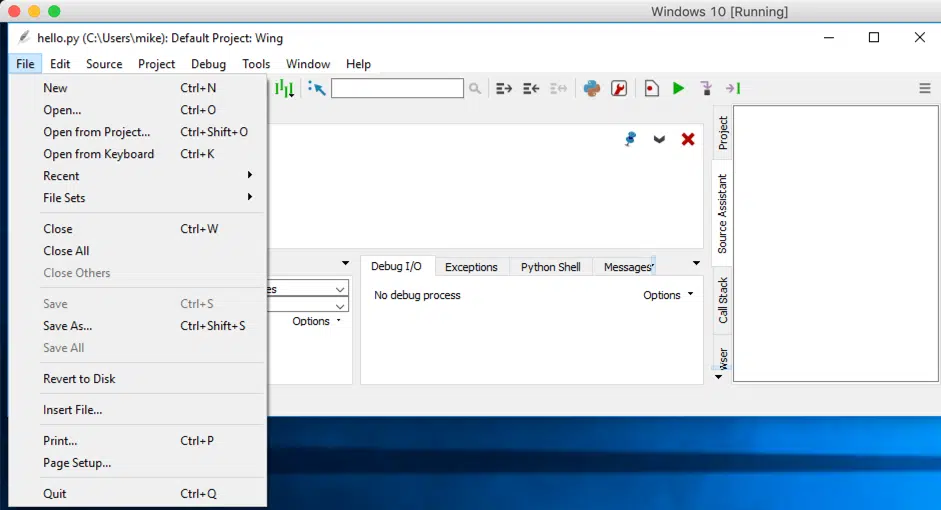 Windows 10 [Running]
hello.py (C:\Users\mike): Default Project: Wing
File Edit Source Project Debug Tools Window Help
New Ctrl+N
Open... Ctrl+O
Open from Project... Ctrl+Shift+O
Open from Keyboard Ctrl+K
Recent
File Sets
Close Ctrl+W
Close All
Close Others
Save Ctrl+S
Save As... Ctrl+Shift+S
Save All
Revert to Disk
Insert File...
Print... Ctrl+P
Page Setup...
Quit Ctrl+Q
es
Options
Debug I/O Exceptions Python Shell Messages
No debug process Options
Project
Source Assistant
Call Stack
wser